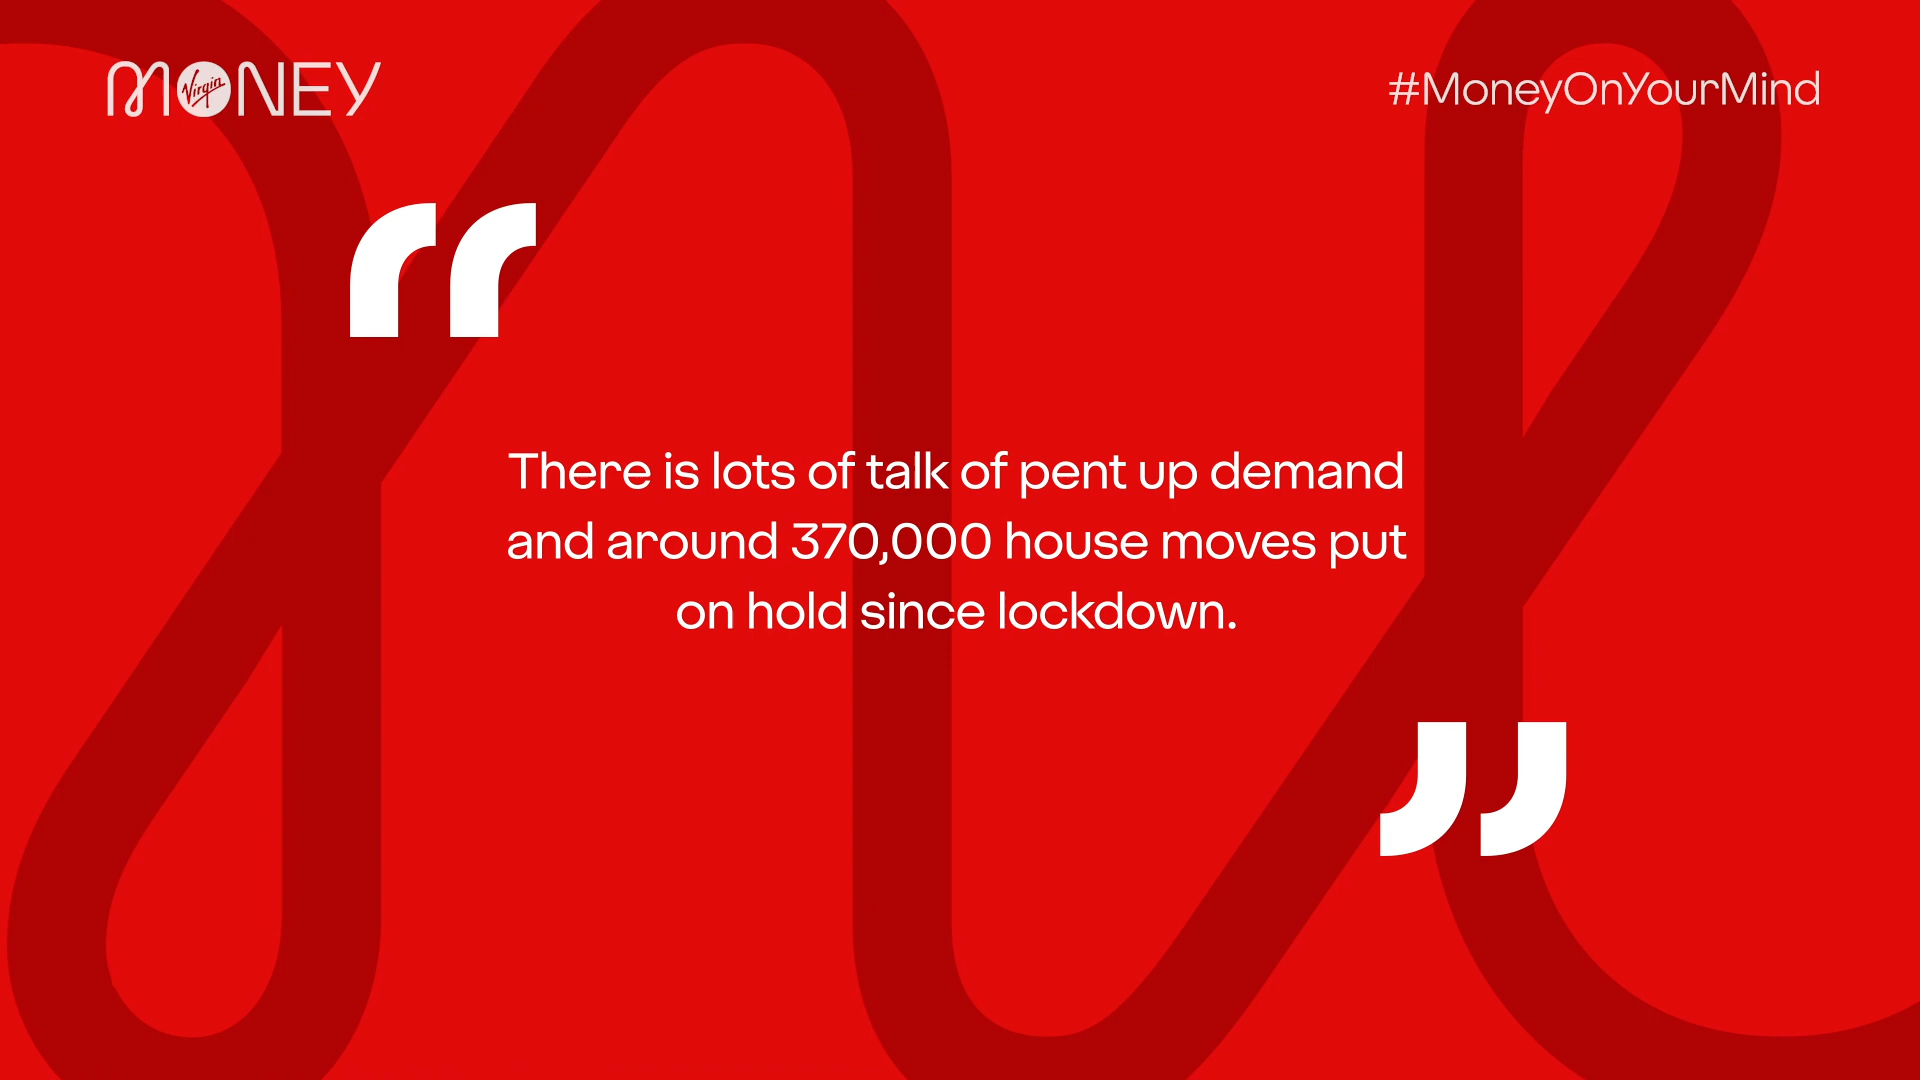 MONEY
Virgin
#MoneyOnYourMind
“
There is lots of talk of pent up demand
and around 370,000 house moves put
on hold since lockdown.
”